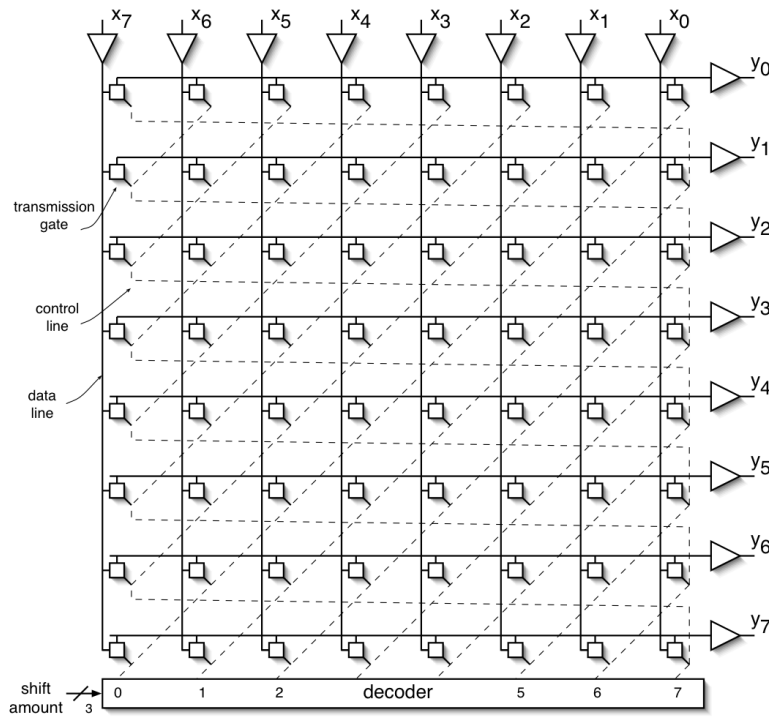 x7 x6 x5 x4 x3 x2 x1 x0
y0
y1
transmission
gate
y2
control
line
y3
data
line
y4
y5
y6
y7
shift
amount 3
0 1 2 decoder 5 6 7